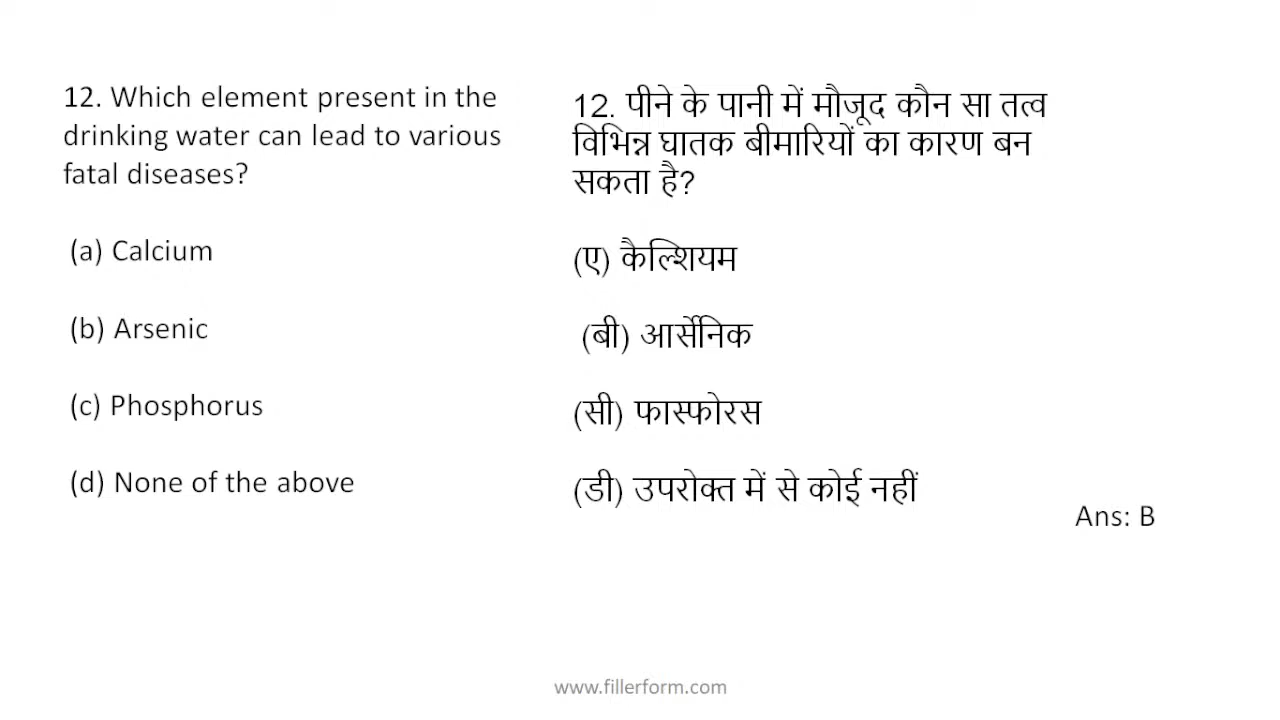 12. Which element present in the
drinking water can lead to various
fatal diseases?
(a) Calcium
(b) Arsenic
(c) Phosphorus
(d) None of the above
12. पीने के पानी में मौजूद कौन सा तत्व
विभिन्न घातक बीमारियों का कारण बन
सकता है?
(ए) कैल्शियम
(बी) आर्सेनिक
(सी) फास्फोरस
(डी) उपरोक्त में से कोई नहीं
Ans: B
www.fillerform.com